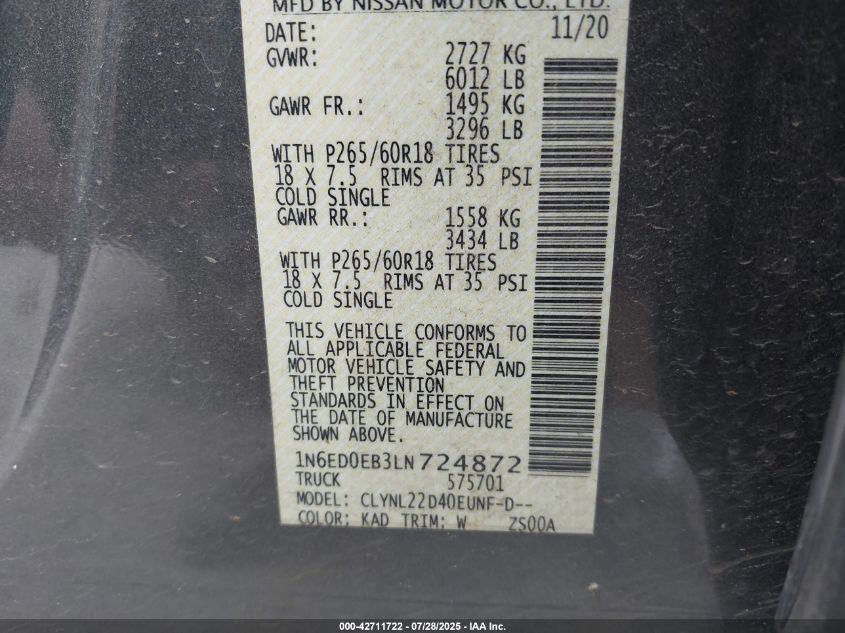 MFD BY NISSAN MOTOR CO., LTD.
DATE: 11/20
GVWR: 2727 KG
6012 LB
GAWR FR.: 1495 KG
3296 LB
WITH P265/60R18 TIRES
18 X 7.5 RIMS AT 35 PSI
COLD SINGLE
GAWR RR.: 1558 KG
3434 LB
WITH P265/60R18 TIRES
18 X 7.5 RIMS AT 35 PSI
COLD SINGLE
THIS VEHICLE CONFORMS TO
ALL APPLICABLE FEDERAL
MOTOR VEHICLE SAFETY AND
THEFT PREVENTION
STANDARDS IN EFFECT ON
THE DATE OF MANUFACTURE
SHOWN ABOVE.
1N6ED0EB3LN724872
TRUCK 575701
MODEL: CLYNL22D40EUNF-D--
COLOR: KAD TRIM: W ZS00A
000-42711722 - 07/28/2025 - IAA Inc.